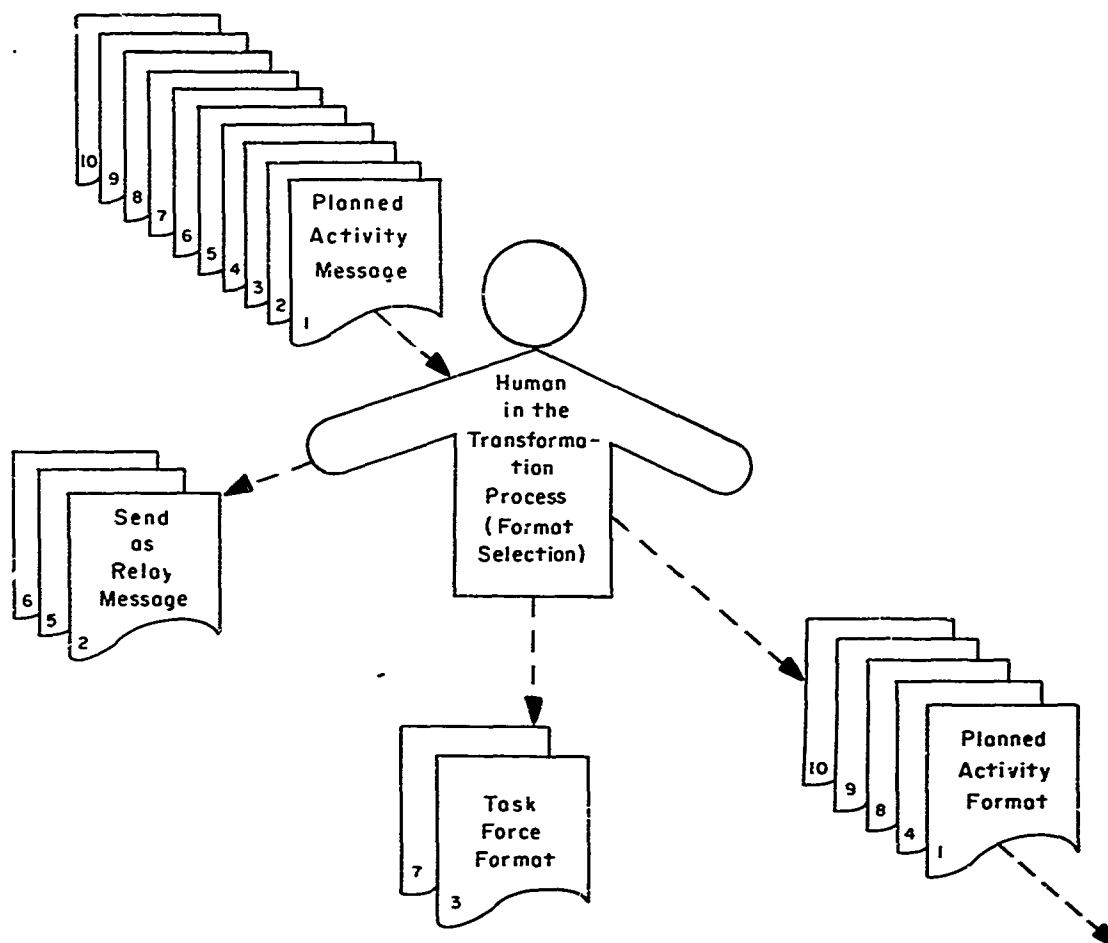 10
9
8
7
6
5
4
3
2
1
Planned
Activity
Message
Human
in the
Transforma-
tion
Process
(Format
Selection)
Send
as
Relay
Message
6
5
2
Task
Force
Format
7
3
Planned
Activity
Format
10
9
8
4
1